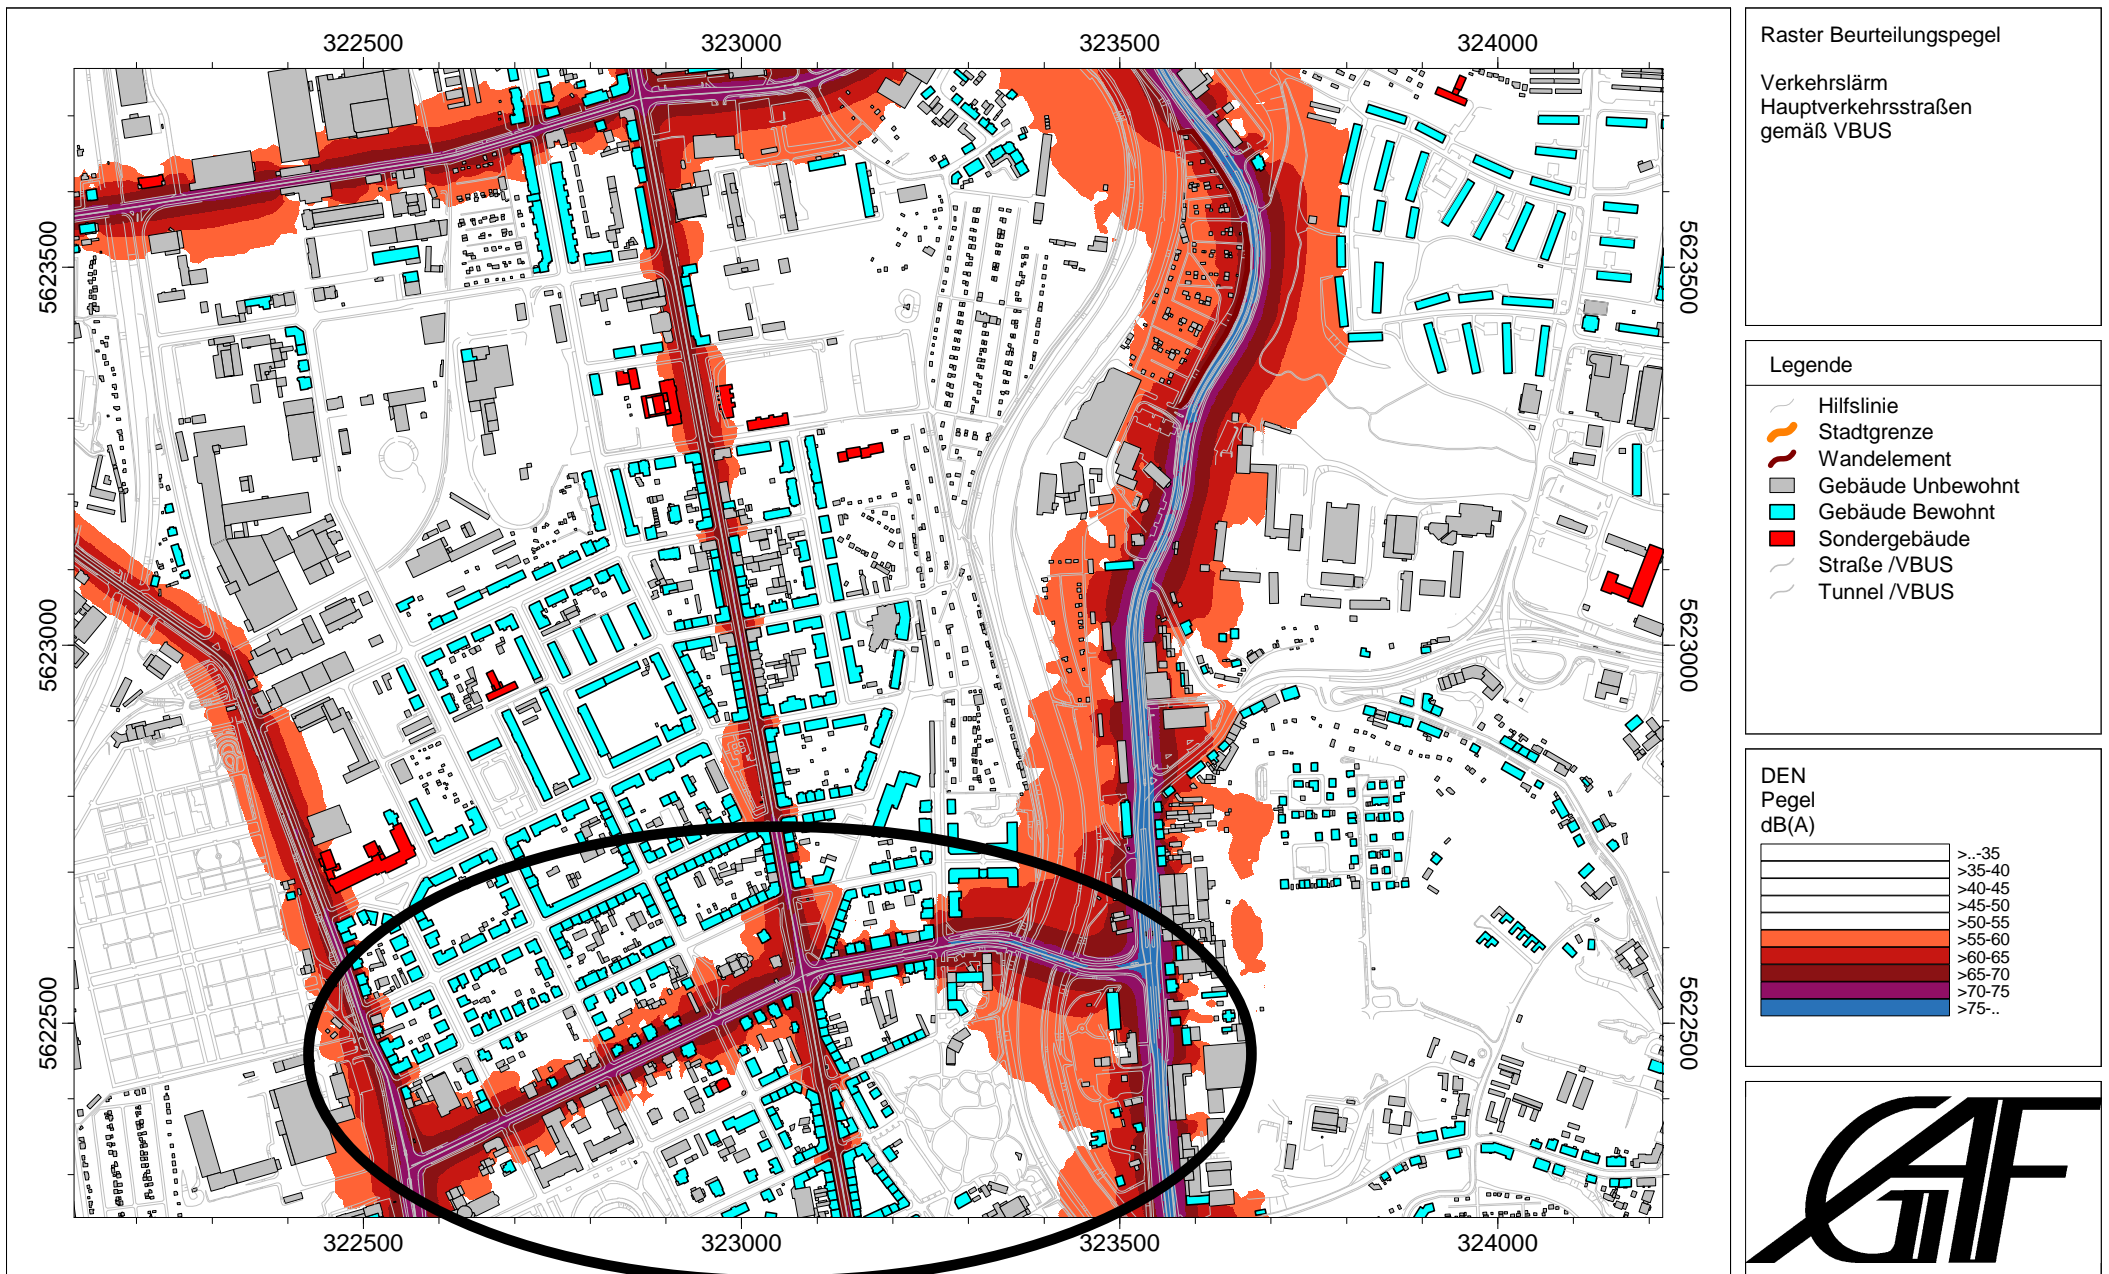 322500 323000 323500 324000
5623500
5623000
5622500
5623500
5623000
5622500
322500 323000 323500 324000
Raster Beurteilungspegel
Verkehrslärm
Hauptverkehrsstraßen
gemäß VBUS
Legende
Hilfslinie
Stadtgrenze
Wandelement
Gebäude Unbewohnt
Gebäude Bewohnt
Sondergebäude
Straße /VBUS
Tunnel /VBUS
DEN
Pegel
dB(A)
>..-35
>35-40
>40-45
>45-50
>50-55
>55-60
>60-65
>65-70
>70-75
>75-..
GAF